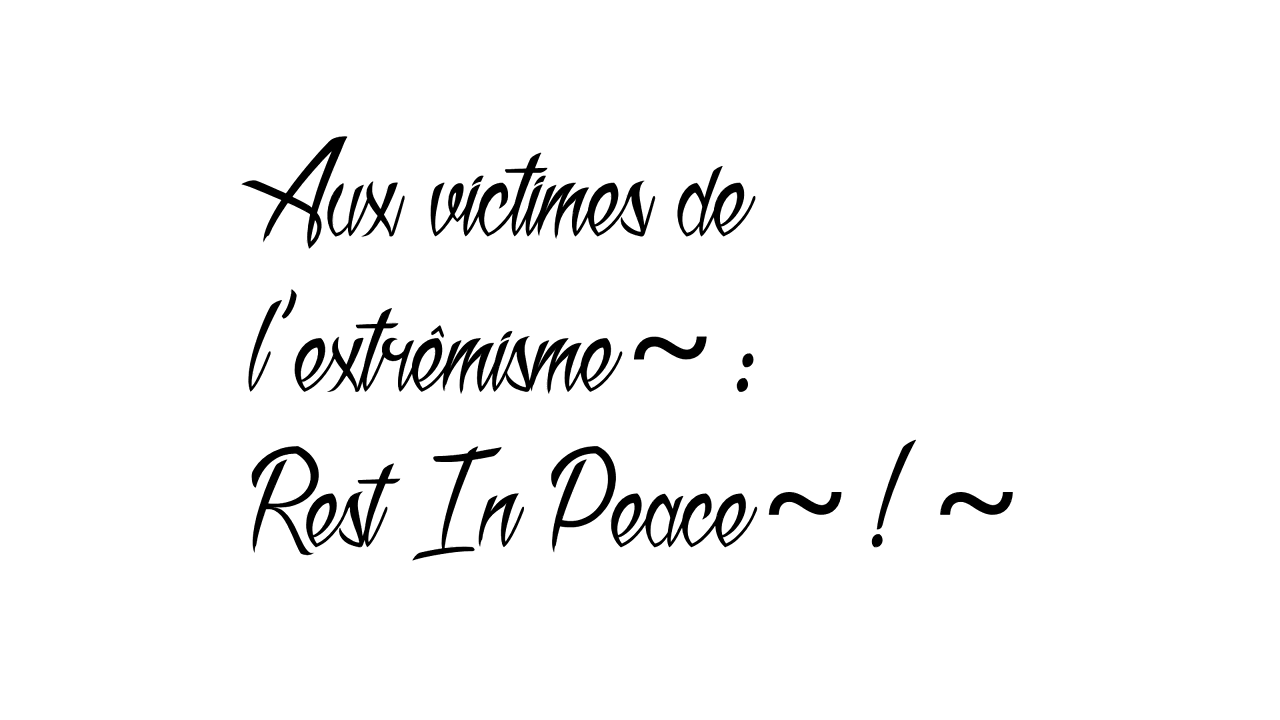 Aux victimes de
l'extrêmisme~ :
Rest In Peace~ ! ~